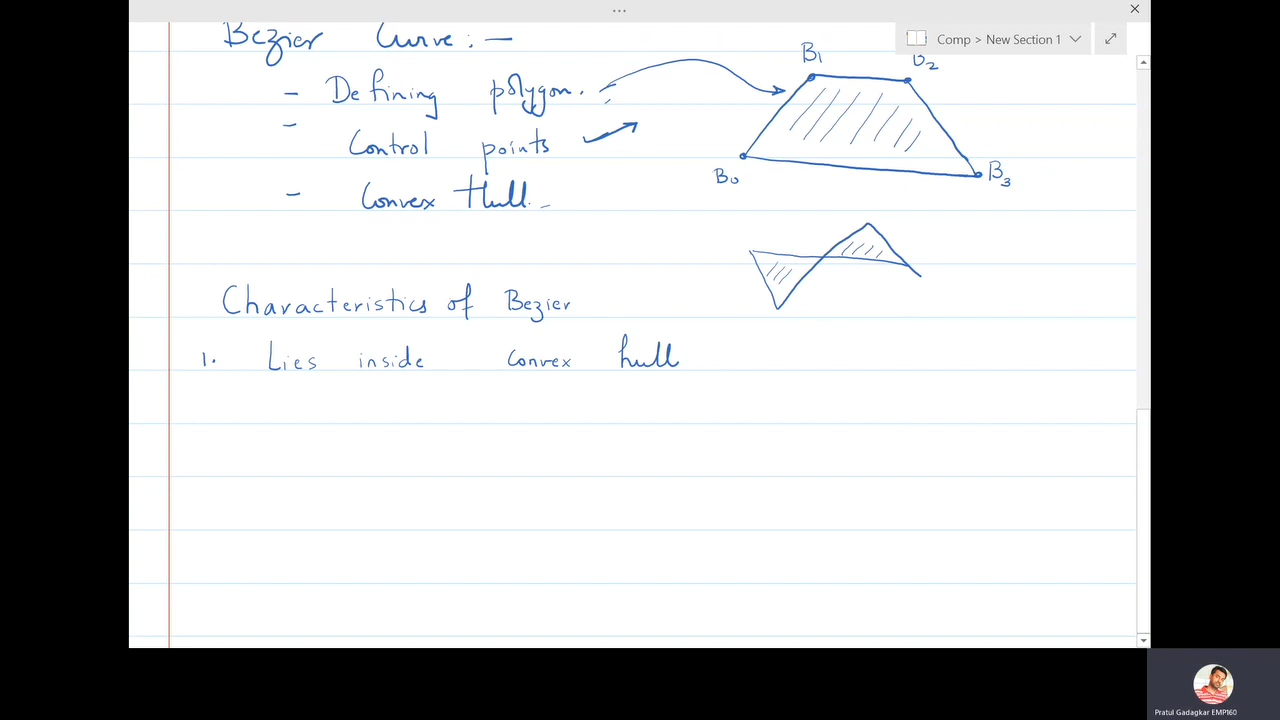 Bezier Curve : —
Comp > New Section 1
B1
B2
- Defining polygon.
- Control points
B0
B3
- Convex Hull.
Characteristics of Bezier
1. Lies inside convex hull
Pratul Gadagkar EMP160